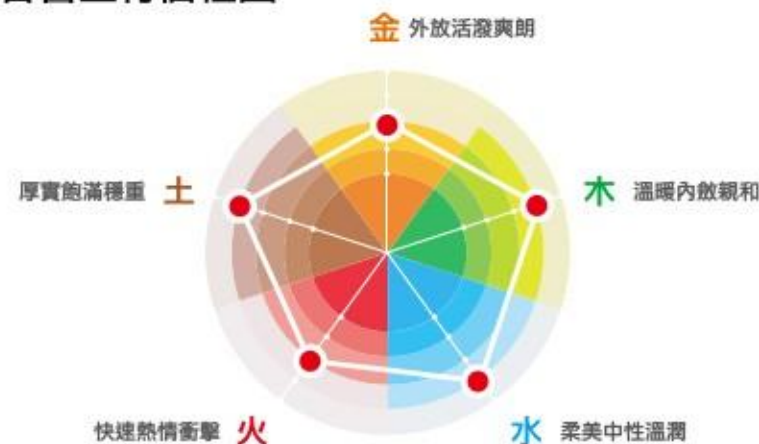 金 外放活潑爽朗
厚實飽滿穩重 土
木 溫暖內斂親和
快速熱情衝擊 火
水 柔美中性溫潤